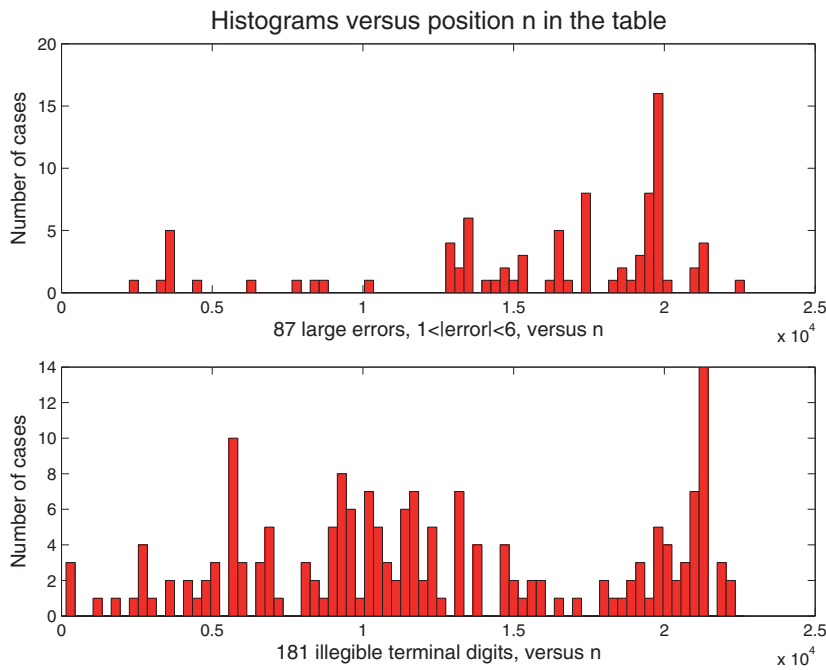 Histograms versus position n in the table
20
15
10
5
0
Number of cases
0 0.5 1 1.5 2 2.5
x 10^4
87 large errors, 1<|error|<6, versus n
14
12
10
8
6
4
2
0
Number of cases
0 0.5 1 1.5 2 2.5
x 10^4
181 illegible terminal digits, versus n